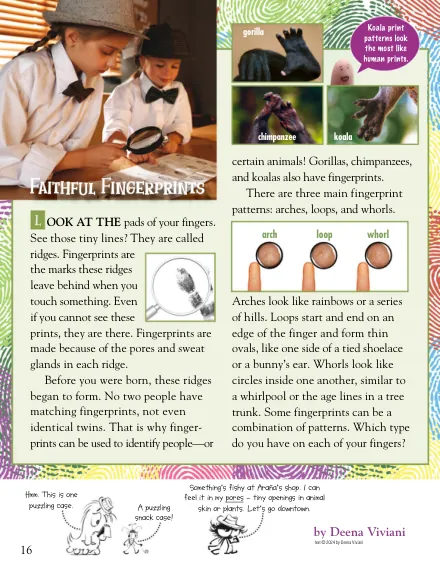 FAITHFUL FINGERPRINTS
LOOK AT THE pads of your fingers.
See those tiny lines? They are called
ridges. Fingerprints are
the marks these ridges
leave behind when you
touch something. Even
if you cannot see these
prints, they are there. Fingerprints are
made because of the pores and sweat
glands in each ridge.
Before you were born, these ridges
began to form. No two people have
matching fingerprints, not even
identical twins. That is why finger-
prints can be used to identify people—or
gorilla
Koala print
patterns look
the most like
human prints.
chimpanzee
koala
certain animals! Gorillas, chimpanzees,
and koalas also have fingerprints.
There are three main fingerprint
patterns: arches, loops, and whorls.
arch
loop
whorl
Arches look like rainbows or a series
of hills. Loops start and end on an
edge of the finger and form thin
ovals, like one side of a tied shoelace
or a bunny's ear. Whorls look like
circles inside one another, similar to
a whirlpool or the age lines in a tree
trunk. Some fingerprints can be a
combination of patterns. Which type
do you have on each of your fingers?
Hmm. This is one
puzzling case.
A puzzling
snack case!
Something's fishy at Araña's shop. I can
feel it in my pores – tiny openings in animal
skin or plants. Let's go downtown.
by Deena Viviani
text © 2024 by Deena Viviani
16